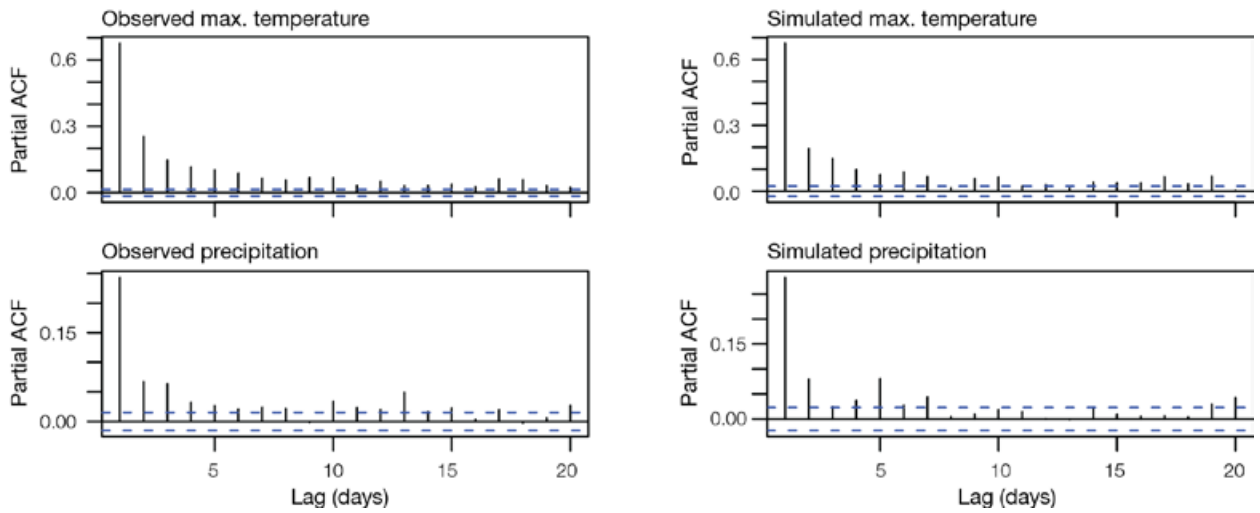 Observed max. temperature
Partial ACF
0.6
0.3
0.0
Simulated max. temperature
Partial ACF
0.6
0.3
0.0
Observed precipitation
Partial ACF
0.15
0.00
5 10 15 20
Lag (days)
Simulated precipitation
Partial ACF
0.15
0.00
5 10 15 20
Lag (days)